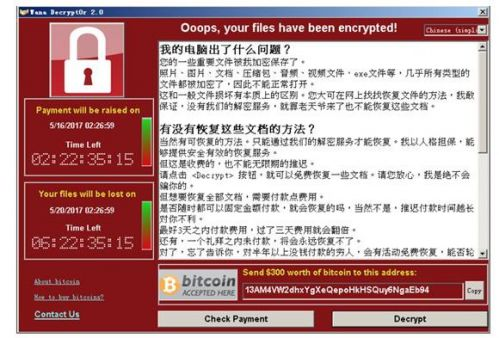 Wana Decrypt0r 2.0
Ooops, your files have been encrypted!
Chinese (simpl
Payment will be raised on
5/16/2017 02:26:59
Time Left
02:22:35:15
Your files will be lost on
5/20/2017 02:26:59
Time Left
06:22:35:15
About bitcoin
How to buy bitcoins?
Contact Us
我的电脑出了什么问题？
您的一些重要文件被我加密保存了。
照片、图片、文档、压缩包、音频、视频文件、exe文件等，几乎所有类型的
文件都被加密了，因此不能正常打开。
这和一般文件损坏有本质上的区别。您大可在网上找找恢复文件的方法，我敢
保证，没有我们的解密服务，就算老天爷来了也不能恢复这些文档。
有没有恢复这些文档的方法？
当然有可恢复的方法。只能通过我们的解密服务才能恢复。我以人格担保，能
够提供安全有效的恢复服务。
但这是收费的，也不能无限期的推迟。
请点击 <Decrypt> 按钮，就可以免费恢复一些文档。请您放心，我是绝不会
骗你的。
但想要恢复全部文档，需要付款点费用。
是否随时都可以固定金额付款，就会恢复的吗，当然不是，推迟付款时间越长
对你不利。
最好3天之内付款费用，过了三天费用就会翻倍。
还有，一个礼拜之内未付款，将会永远恢复不了。
对了，忘了告诉你，对半年以上没钱付款的穷人，会有活动免费恢复，能否轮
bitcoin
ACCEPTED HERE
Send $300 worth of bitcoin to this address:
13AM4VW2dhxYgXeQepoHkHSQuy6NgaEb94
Copy
Check Payment
Decrypt